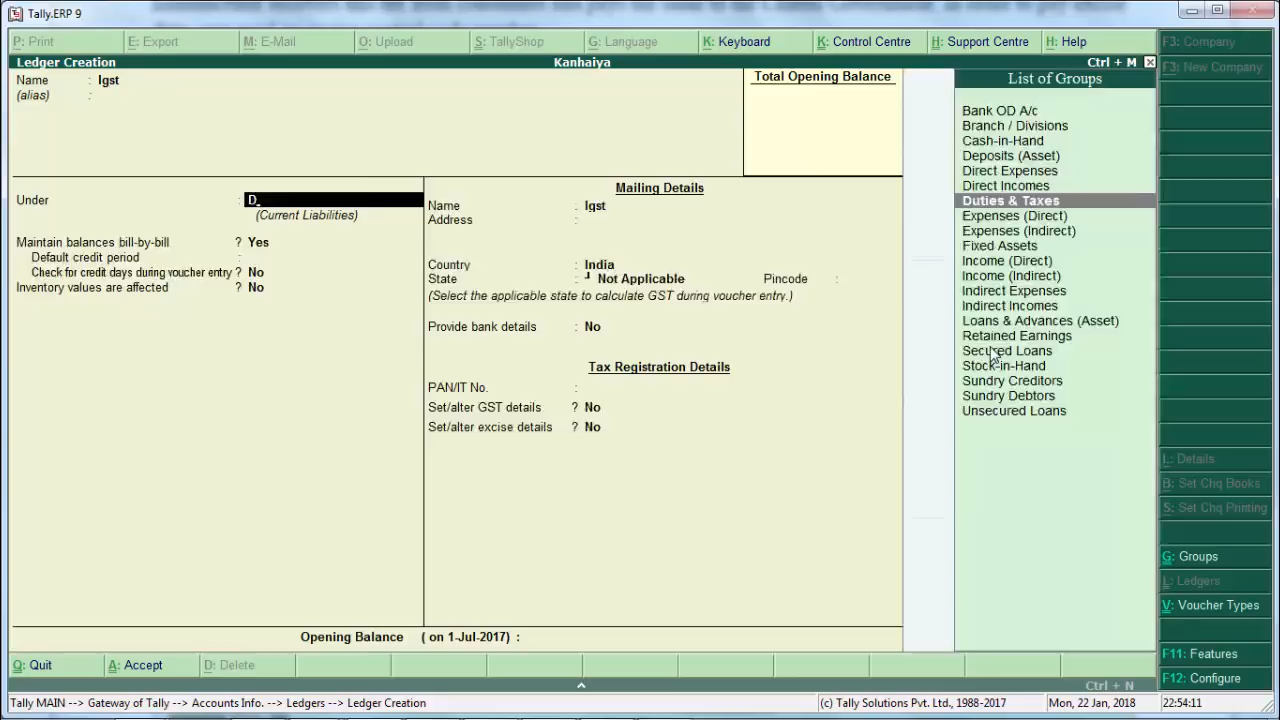 Tally.ERP 9
P: Print
E: Export
M: E-Mail
O: Upload
S: TallyShop
G: Language
K: Keyboard
K: Control Centre
H: Support Centre
H: Help
F3: Company
F3: New Company
Ledger Creation
Kanhaiya
Ctrl + M
Name : Igst
(alias) :
Total Opening Balance
Under : D
(Current Liabilities)
Maintain balances bill-by-bill ? Yes
Default credit period :
Check for credit days during voucher entry ? No
Inventory values are affected ? No
Mailing Details
Name : Igst
Address :
Country : India
State : Not Applicable
Pincode :
(Select the applicable state to calculate GST during voucher entry.)
Provide bank details : No
Tax Registration Details
PAN/IT No. :
Set/alter GST details ? No
Set/alter excise details ? No
Opening Balance ( on 1-Jul-2017) :
List of Groups
Bank OD A/c
Branch / Divisions
Cash-in-Hand
Deposits (Asset)
Direct Expenses
Direct Incomes
Duties & Taxes
Expenses (Direct)
Expenses (Indirect)
Fixed Assets
Income (Direct)
Income (Indirect)
Indirect Expenses
Indirect Incomes
Loans & Advances (Asset)
Retained Earnings
Secured Loans
Stock-in-Hand
Sundry Creditors
Sundry Debtors
Unsecured Loans
I: Details
B: Set Chq Books
S: Set Chq Printing
G: Groups
L: Ledgers
V: Voucher Types
F11: Features
F12: Configure
Q: Quit
A: Accept
D: Delete
Ctrl + N
Tally MAIN --> Gateway of Tally --> Accounts Info. --> Ledgers --> Ledger Creation
(c) Tally Solutions Pvt. Ltd., 1988-2017
Mon, 22 Jan, 2018
22:54:11